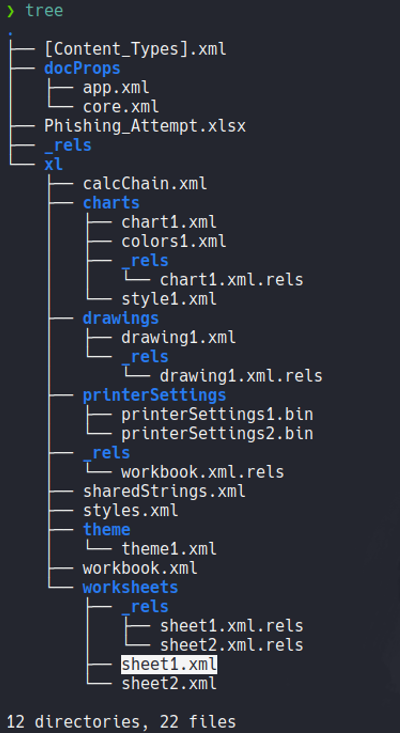 ❯ tree
.
├── [Content_Types].xml
├── docProps
│   ├── app.xml
│   └── core.xml
├── Phishing_Attempt.xlsx
├── _rels
└── xl
    ├── calcChain.xml
    ├── charts
    │   ├── chart1.xml
    │   ├── colors1.xml
    │   ├── _rels
    │   │   └── chart1.xml.rels
    │   └── style1.xml
    ├── drawings
    │   ├── drawing1.xml
    │   └── _rels
    │       └── drawing1.xml.rels
    ├── printerSettings
    │   ├── printerSettings1.bin
    │   └── printerSettings2.bin
    ├── _rels
    │   └── workbook.xml.rels
    ├── sharedStrings.xml
    ├── styles.xml
    ├── theme
    │   └── theme1.xml
    ├── workbook.xml
    └── worksheets
        ├── _rels
        │   ├── sheet1.xml.rels
        │   └── sheet2.xml.rels
        ├── sheet1.xml
        └── sheet2.xml
12 directories, 22 files